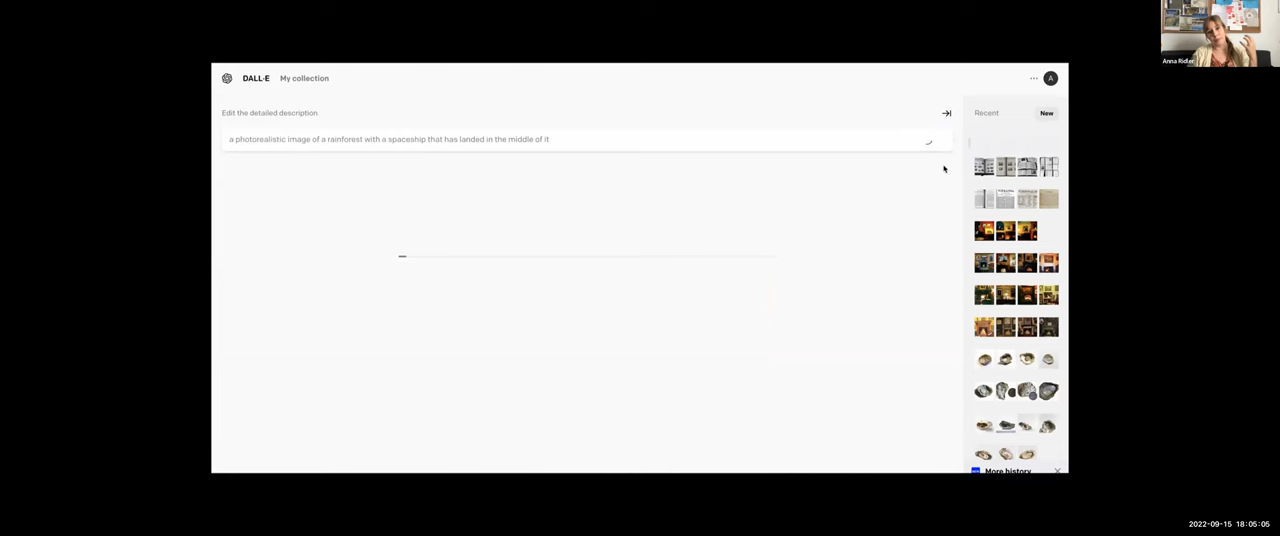 DALL·E My collection
A
Edit the detailed description
Recent New
a photorealistic image of a rainforest with a spaceship that has landed in the middle of it
More history
Anna Ridler
2022-09-15 18:05:05